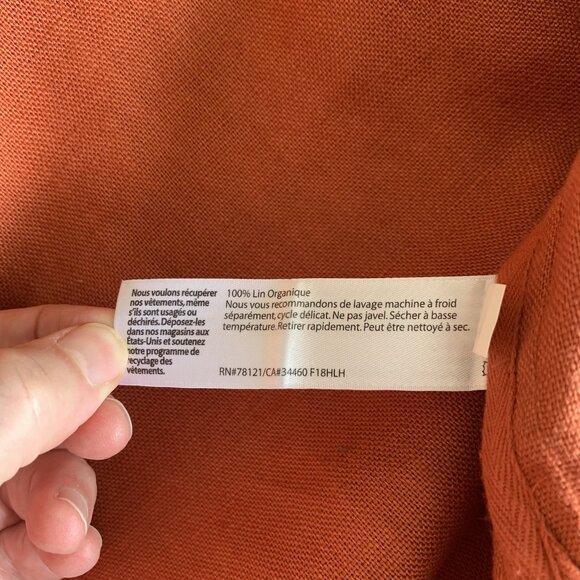 Nous voulons récupérer
nos vêtements, même
s'ils sont usagés ou
déchirés. Déposez-les
dans nos magasins aux
États-Unis et soutenez
notre programme de
recyclage des
vêtements.
100% Lin Organique
Nous vous recommandons de lavage machine à froid
séparément, cycle délicat. Ne pas javel. Sécher à basse
température. Retirer rapidement. Peut être nettoyé à sec.
RN#78121/CA#34460 F18HLH